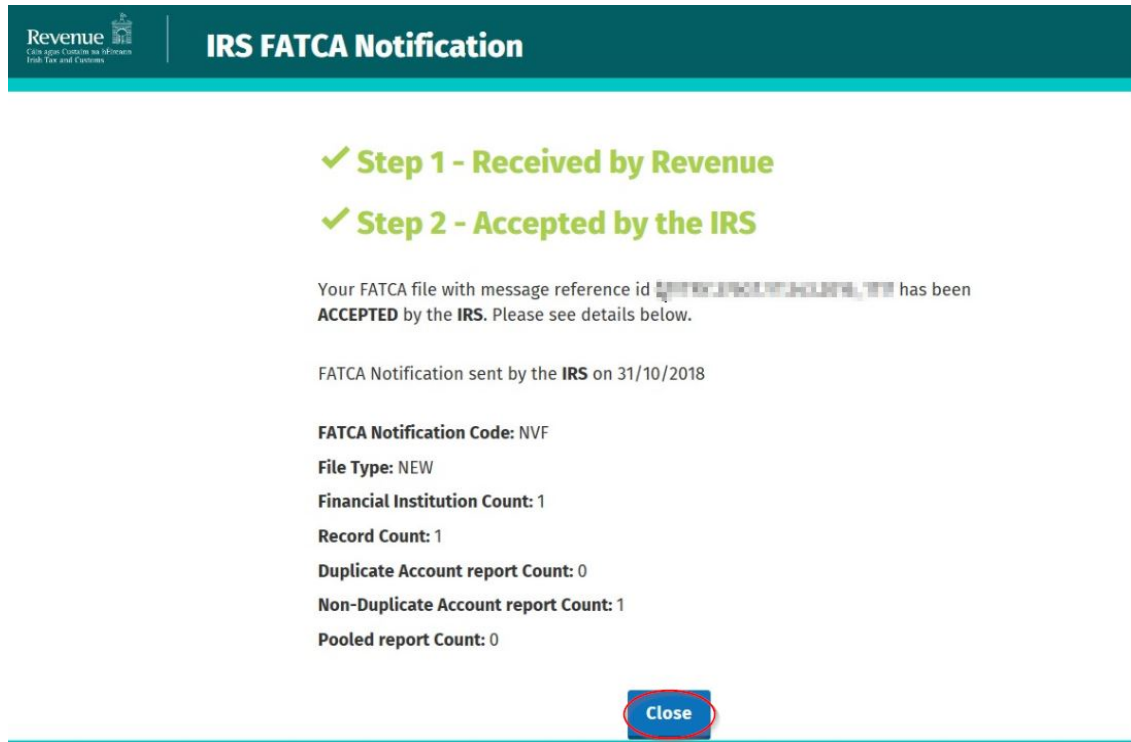 Revenue
Cáin agus Custaim na hÉireann
Irish Tax and Customs
IRS FATCA Notification
Step 1 - Received by Revenue
Step 2 - Accepted by the IRS
Your FATCA file with message reference id has been
ACCEPTED by the IRS. Please see details below.
FATCA Notification sent by the IRS on 31/10/2018
FATCA Notification Code: NVF
File Type: NEW
Financial Institution Count: 1
Record Count: 1
Duplicate Account report Count: 0
Non-Duplicate Account report Count: 1
Pooled report Count: 0
Close